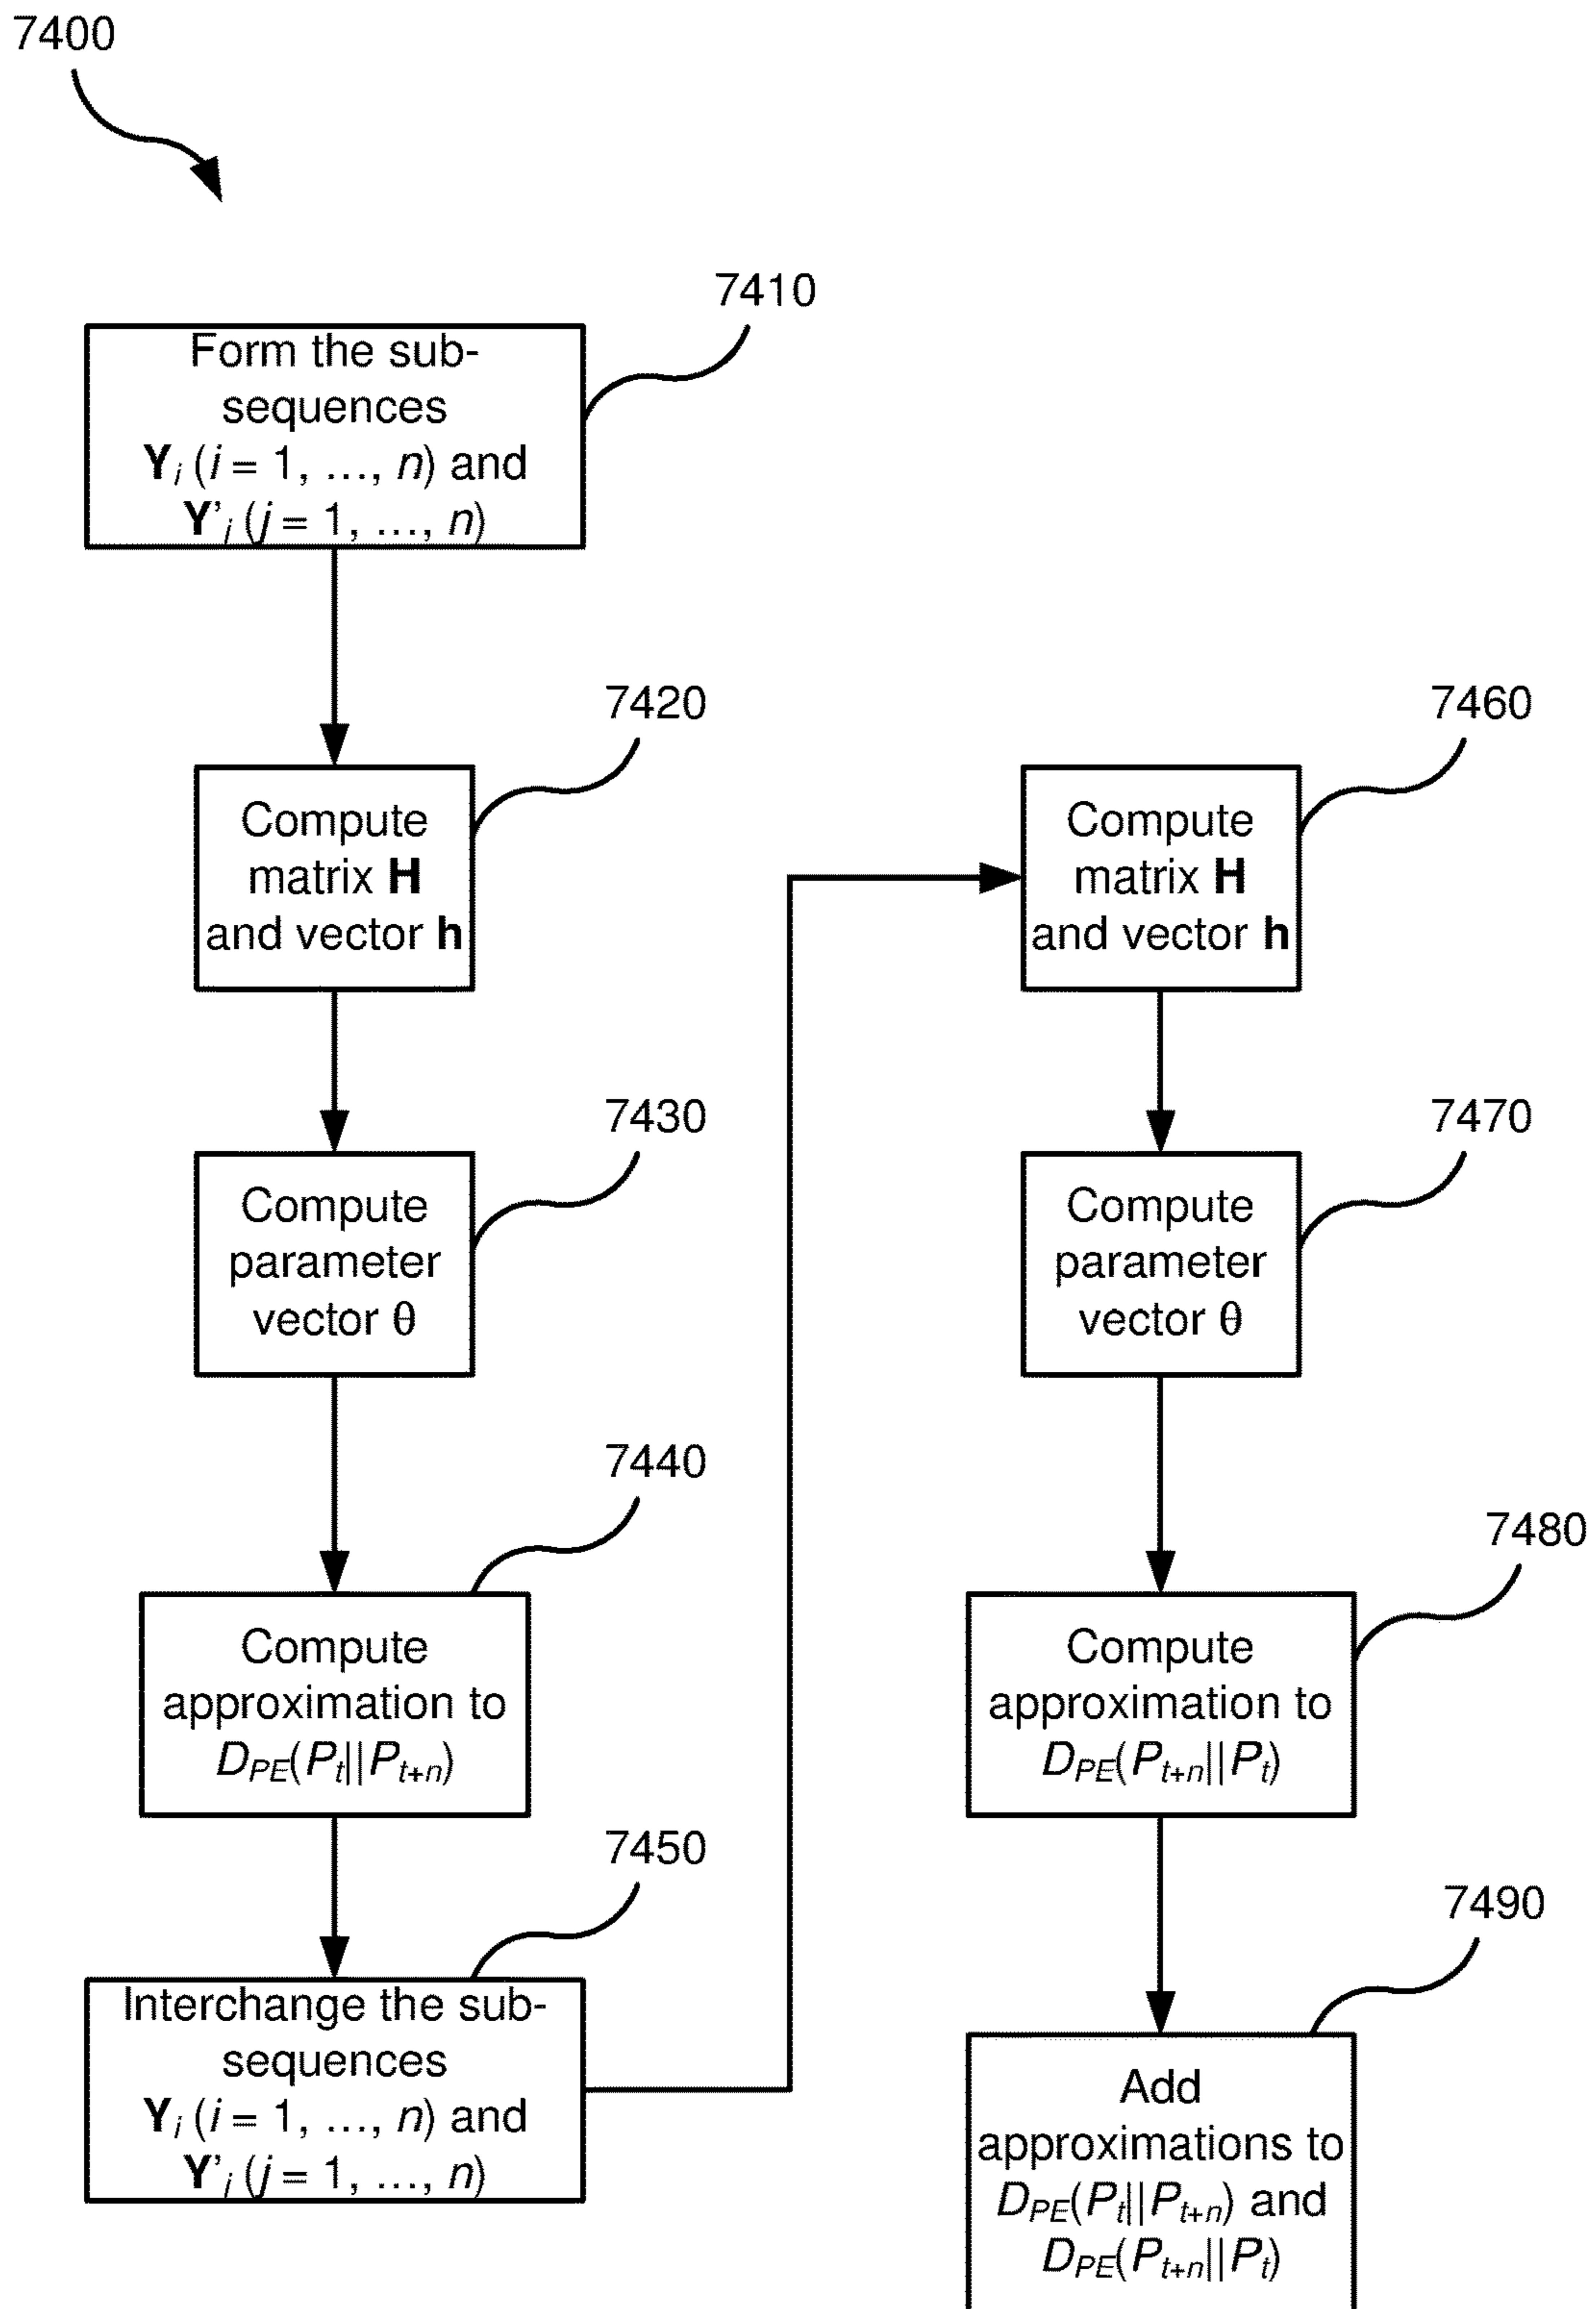 7400
7410
Form the sub-
sequences
Yi (i = 1, ..., n) and
Y'i (j = 1, ..., n)
7420
Compute
matrix H
and vector h
7430
Compute
parameter
vector θ
7440
Compute
approximation to
DPE(Pt||Pt+n)
7450
Interchange the sub-
sequences
Yi (i = 1, ..., n) and
Y'i (j = 1, ..., n)
7460
Compute
matrix H
and vector h
7470
Compute
parameter
vector θ
7480
Compute
approximation to
DPE(Pt+n||Pt)
7490
Add
approximations to
DPE(Pt||Pt+n) and
DPE(Pt+n||Pt)